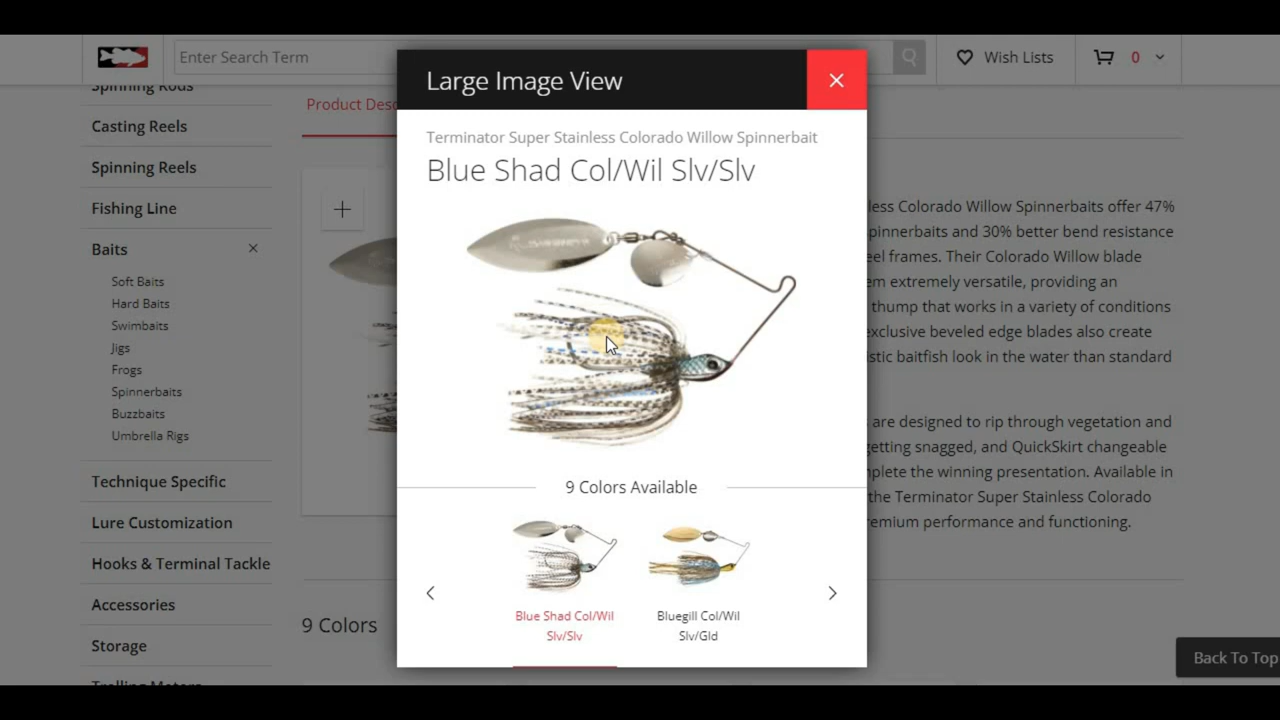 Enter Search Term
Wish Lists
0
Spinning Rods
Casting Reels
Spinning Reels
Fishing Line
Baits
Soft Baits
Hard Baits
Swimbaits
Jigs
Frogs
Spinnerbaits
Buzzbaits
Umbrella Rigs
Technique Specific
Lure Customization
Hooks & Terminal Tackle
Accessories
Storage
Trolling Motors
Product Desc
Large Image View
Terminator Super Stainless Colorado Willow Spinnerbait
Blue Shad Col/Wil Slv/Slv
9 Colors Available
Blue Shad Col/Wil
Slv/Slv
Bluegill Col/Wil
Slv/Gld
less Colorado Willow Spinnerbaits offer 47%
pinnerbaits and 30% better bend resistance
eel frames. Their Colorado Willow blade
em extremely versatile, providing an
thump that works in a variety of conditions
exclusive beveled edge blades also create
istic baitfish look in the water than standard
are designed to rip through vegetation and
getting snagged, and QuickSkirt changeable
mplete the winning presentation. Available in
the Terminator Super Stainless Colorado
remium performance and functioning.
9 Colors
Back To Top